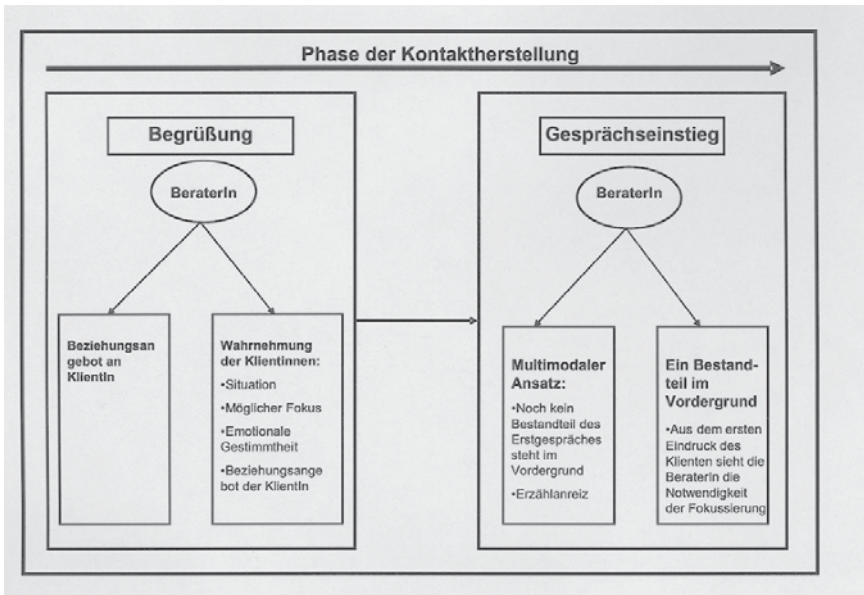 Phase der Kontaktherstellung
Begrüßung
BeraterIn
Beziehungsan
gebot an
KlientIn
Wahrnehmung
der Klientinnen:
•Situation
•Möglicher Fokus
•Emotionale
Gestimmtheit
•Beziehungsange
bot der KlientIn
Gesprächseinstieg
BeraterIn
Multimodaler
Ansatz:
•Noch kein
Bestandteil des
Erstgespräches
steht im
Vordergrund
•Erzählanreiz
Ein Bestand-
teil im
Vordergrund
•Aus dem ersten
Eindruck des
Klienten sieht die
BeraterIn die
Notwendigkeit
der Fokussierung